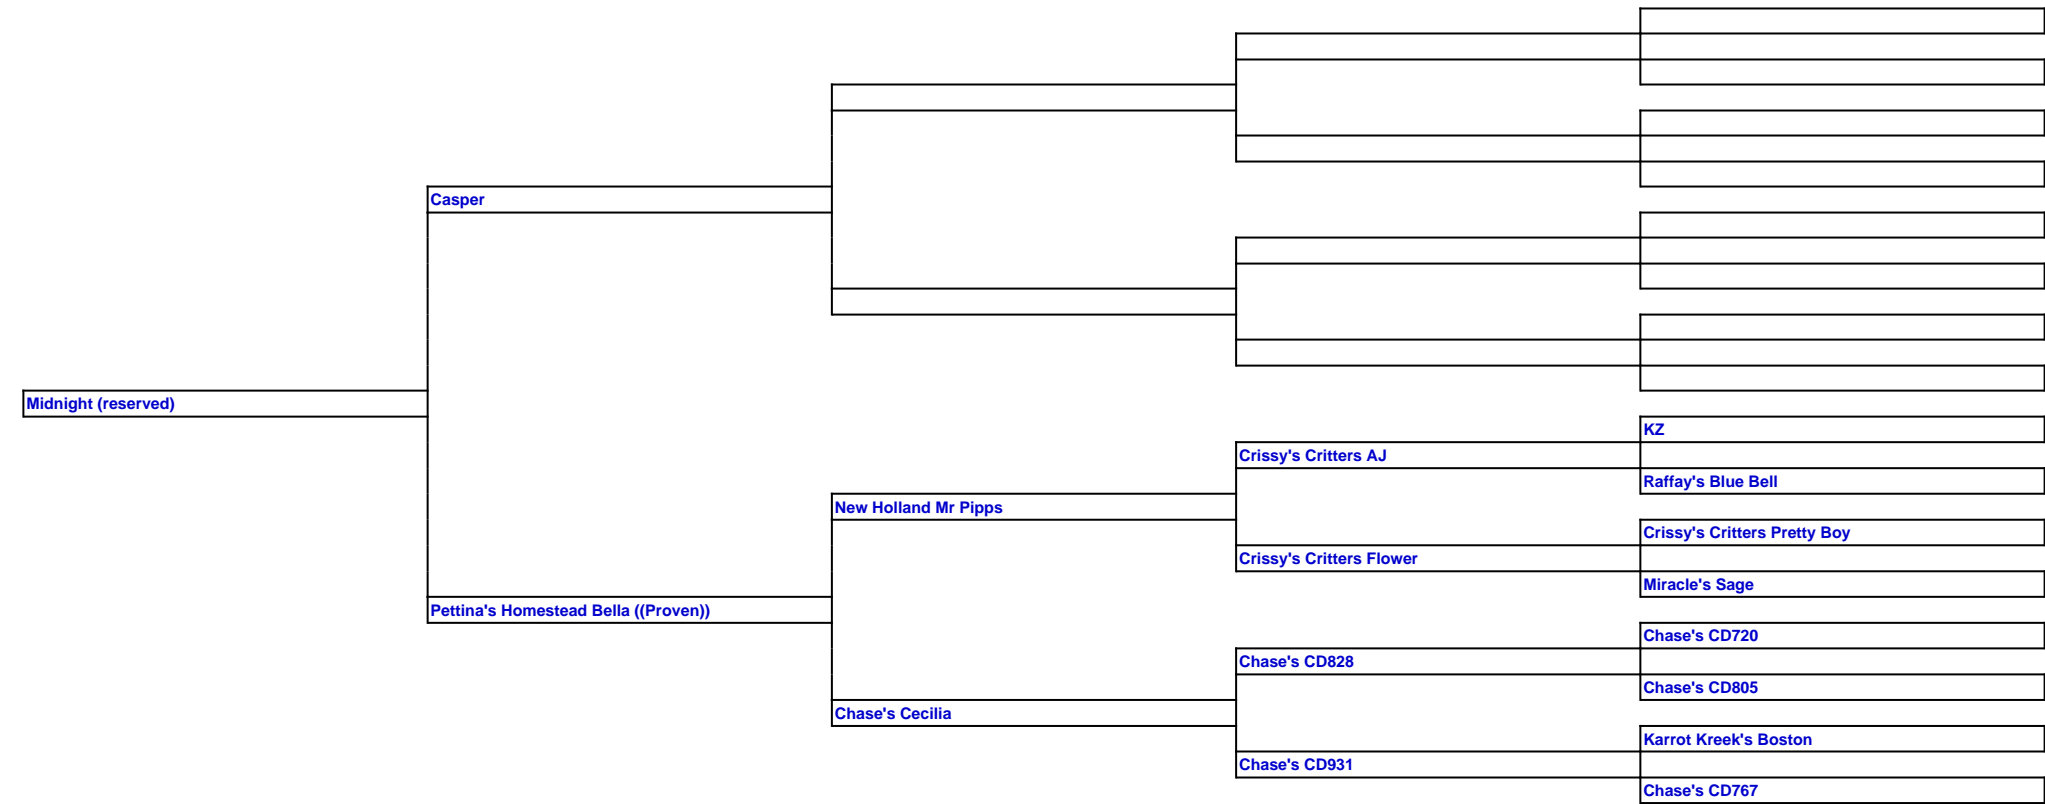 Casper
Midnight (reserved)
KZ
Crissy's Critters AJ
Raffay's Blue Bell
New Holland Mr Pipps
Crissy's Critters Pretty Boy
Crissy's Critters Flower
Miracle's Sage
Pettina's Homestead Bella ((Proven))
Chase's CD720
Chase's CD828
Chase's CD805
Chase's Cecilia
Karrot Kreek's Boston
Chase's CD931
Chase's CD767